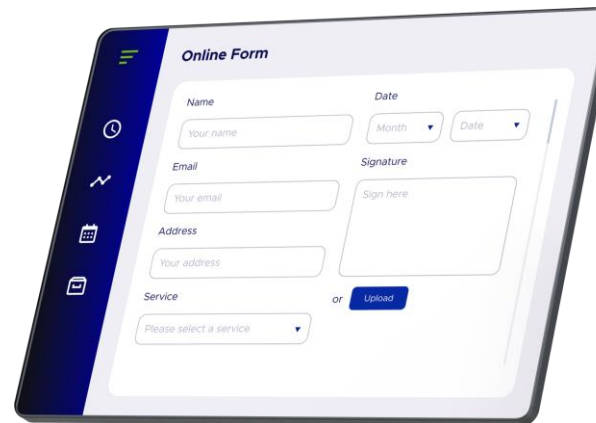 Online Form
Name
Your name
Email
Your email
Address
Your address
Service
Please select a service
Date
Month
Date
Signature
Sign here
or
Upload